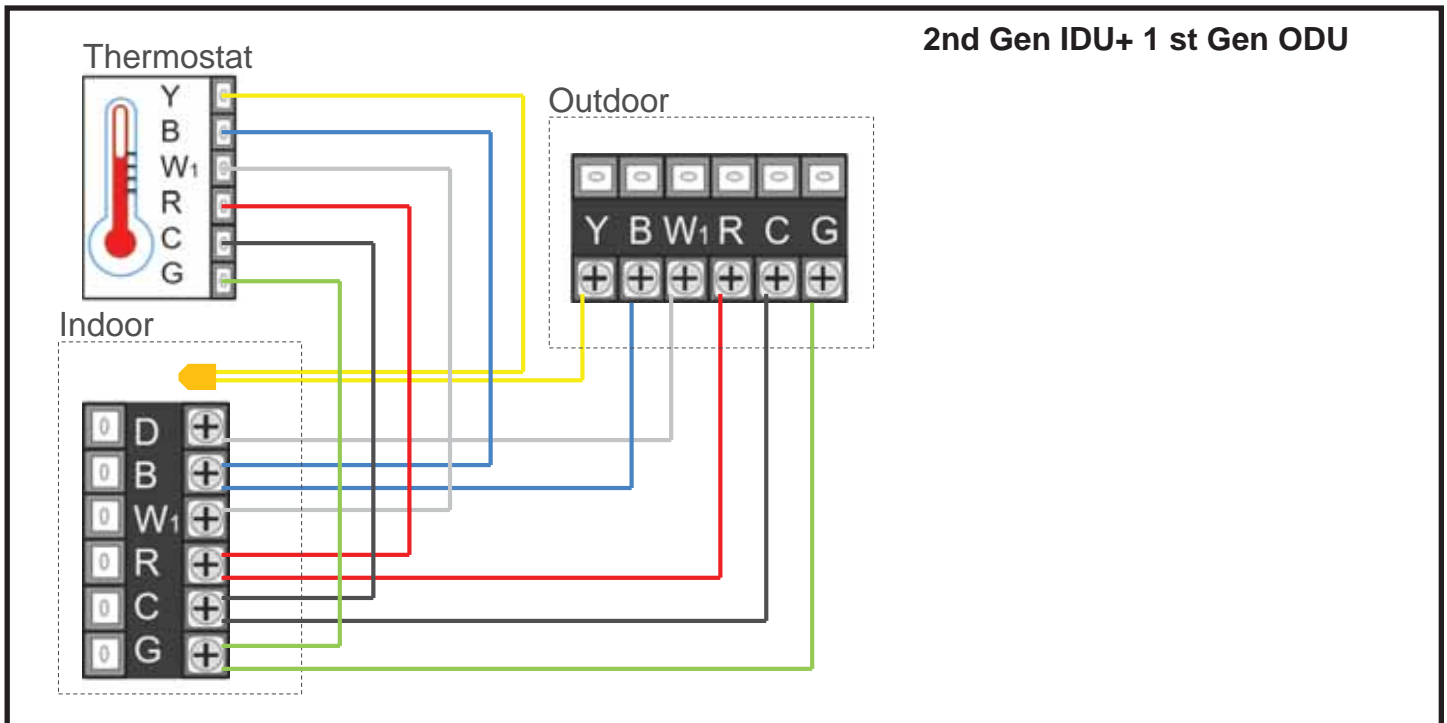 2nd Gen IDU+ 1 st Gen ODU
Thermostat
Y
B
W1
R
C
G
Outdoor
Y B W1 R C G
Indoor
D
B
W1
R
C
G